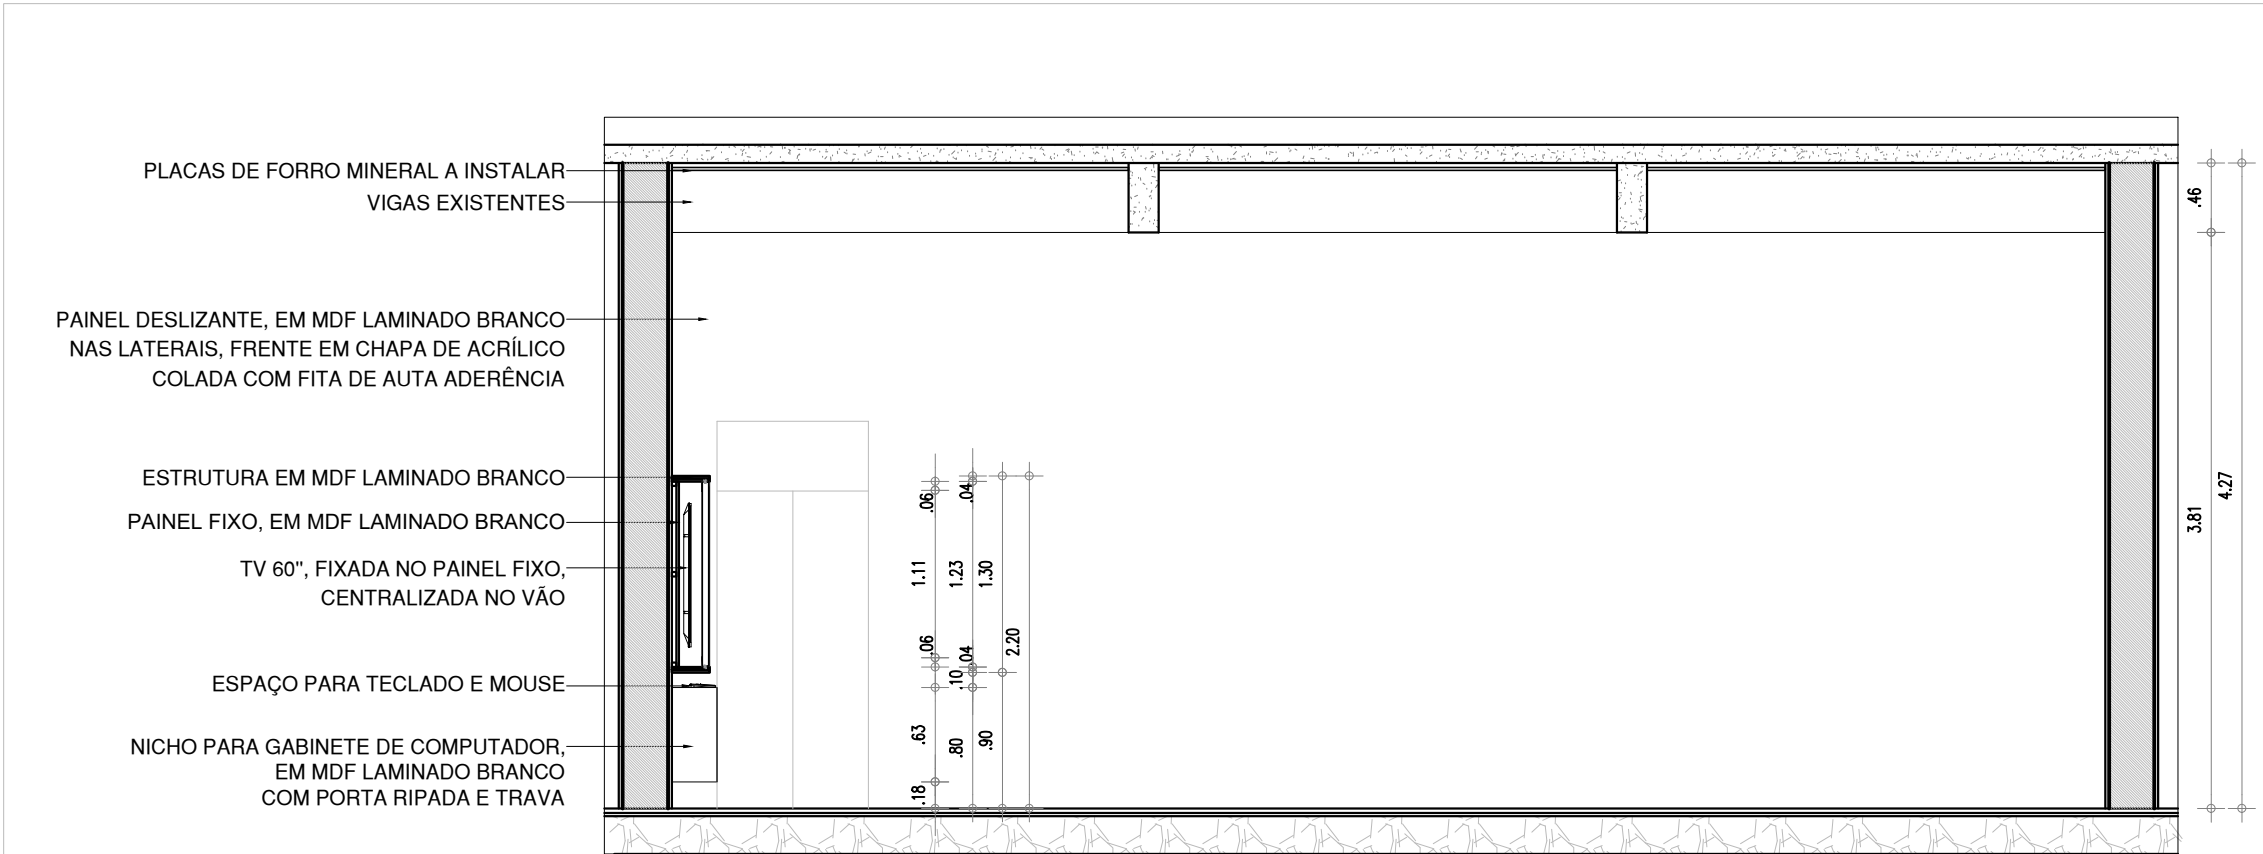 PLACAS DE FORRO MINERAL A INSTALAR
VIGAS EXISTENTES
PAINEL DESLIZANTE, EM MDF LAMINADO BRANCO
NAS LATERAIS, FRENTE EM CHAPA DE ACRÍLICO
COLADA COM FITA DE AUTA ADERÊNCIA
ESTRUTURA EM MDF LAMINADO BRANCO
PAINEL FIXO, EM MDF LAMINADO BRANCO
TV 60", FIXADA NO PAINEL FIXO,
CENTRALIZADA NO VÃO
ESPAÇO PARA TECLADO E MOUSE
NICHO PARA GABINETE DE COMPUTADOR,
EM MDF LAMINADO BRANCO
COM PORTA RIPADA E TRAVA
.06
1.11
.06
.63
.18
.04
1.23
.04
.10
.80
1.30
.90
2.20
.46
3.81
4.27